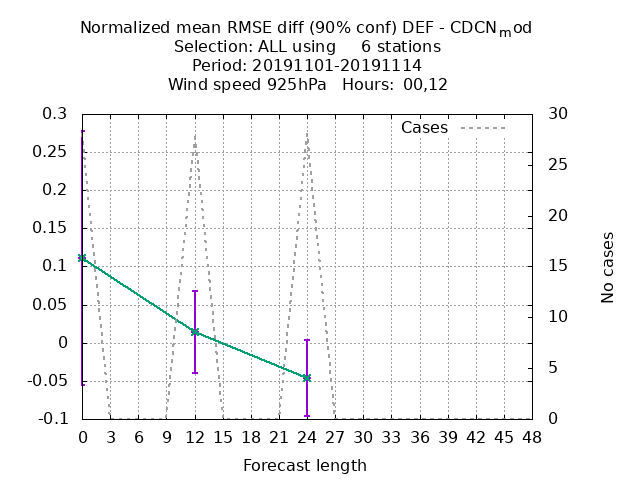 Normalized mean RMSE diff (90% conf) DEF - CDCNmod
Selection: ALL using 6 stations
Period: 20191101-20191114
Wind speed 925hPa Hours: 00,12
Cases
0.3
0.25
0.2
0.15
0.1
0.05
0
-0.05
-0.1
30
25
20
15
10
5
0
No cases
0 3 6 9 12 15 18 21 24 27 30 33 36 39 42 45 48
Forecast length